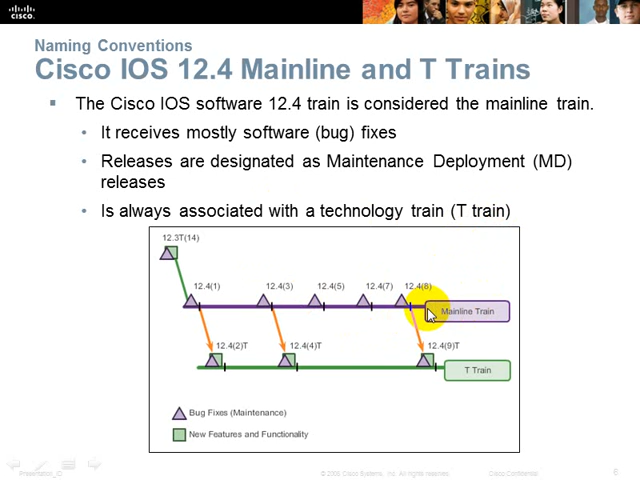 CISCO
Naming Conventions
Cisco IOS 12.4 Mainline and T Trains
The Cisco IOS software 12.4 train is considered the mainline train.
It receives mostly software (bug) fixes
Releases are designated as Maintenance Deployment (MD)
releases
Is always associated with a technology train (T train)
12.3T(14)
12.4(1)
12.4(3)
12.4(5)
12.4(7)
12.4(8)
Mainline Train
12.4(2)T
12.4(4)T
12.4(9)T
T Train
Bug Fixes (Maintenance)
New Features and Functionality
Presentation_ID
© 2008 Cisco Systems, Inc. All rights reserved.
Cisco Confidential
6